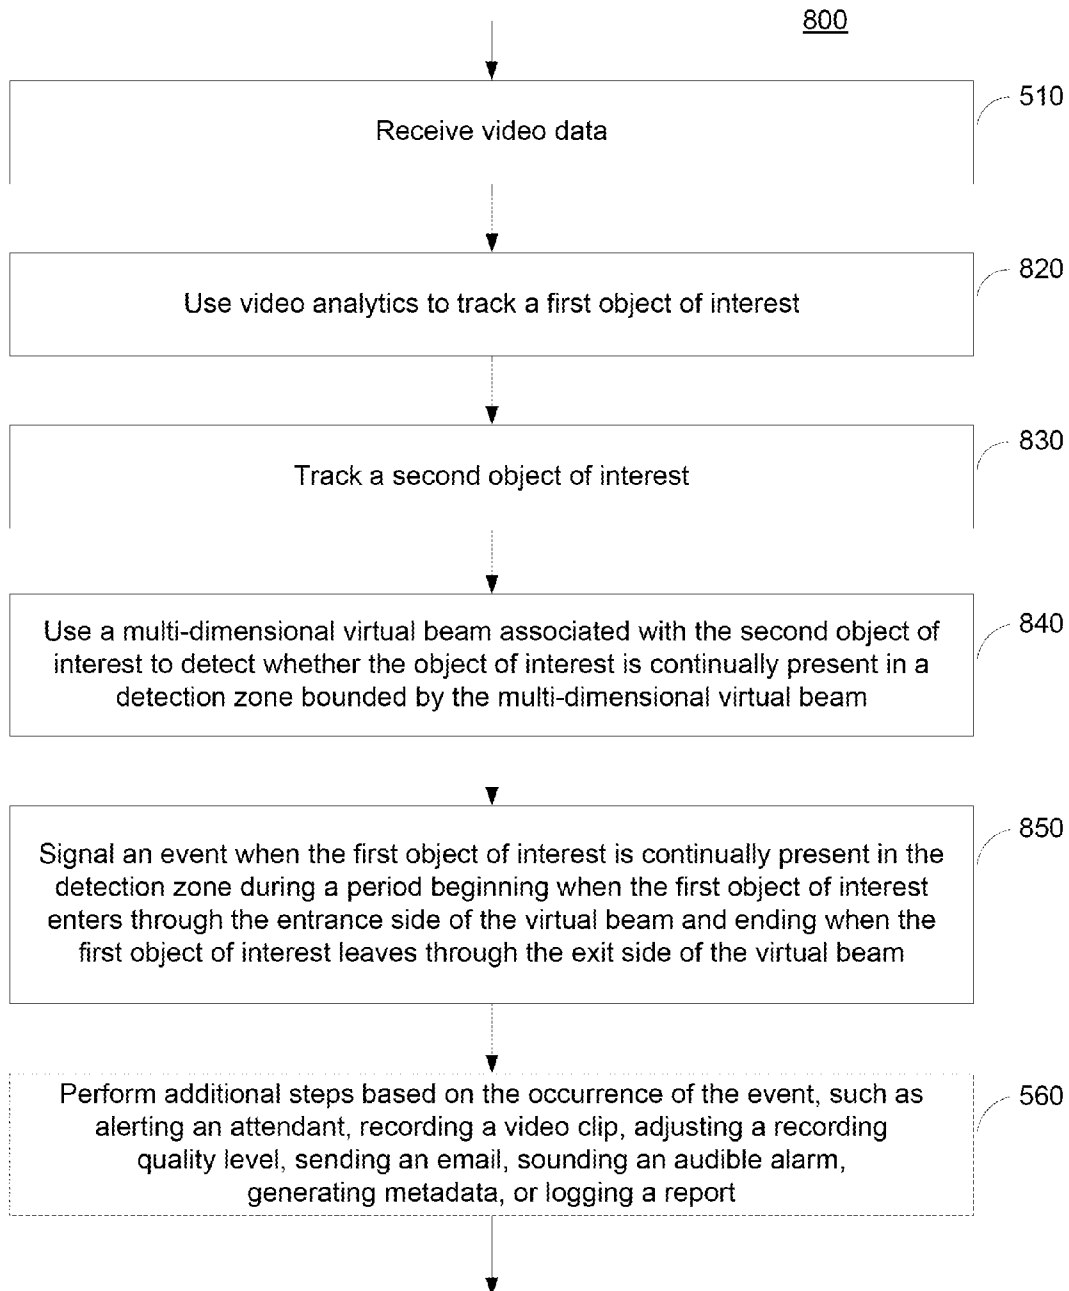 800
510
Receive video data
820
Use video analytics to track a first object of interest
830
Track a second object of interest
840
Use a multi-dimensional virtual beam associated with the second object of
interest to detect whether the object of interest is continually present in a
detection zone bounded by the multi-dimensional virtual beam
850
Signal an event when the first object of interest is continually present in the
detection zone during a period beginning when the first object of interest
enters through the entrance side of the virtual beam and ending when the
first object of interest leaves through the exit side of the virtual beam
560
Perform additional steps based on the occurrence of the event, such as
alerting an attendant, recording a video clip, adjusting a recording
quality level, sending an email, sounding an audible alarm,
generating metadata, or logging a report